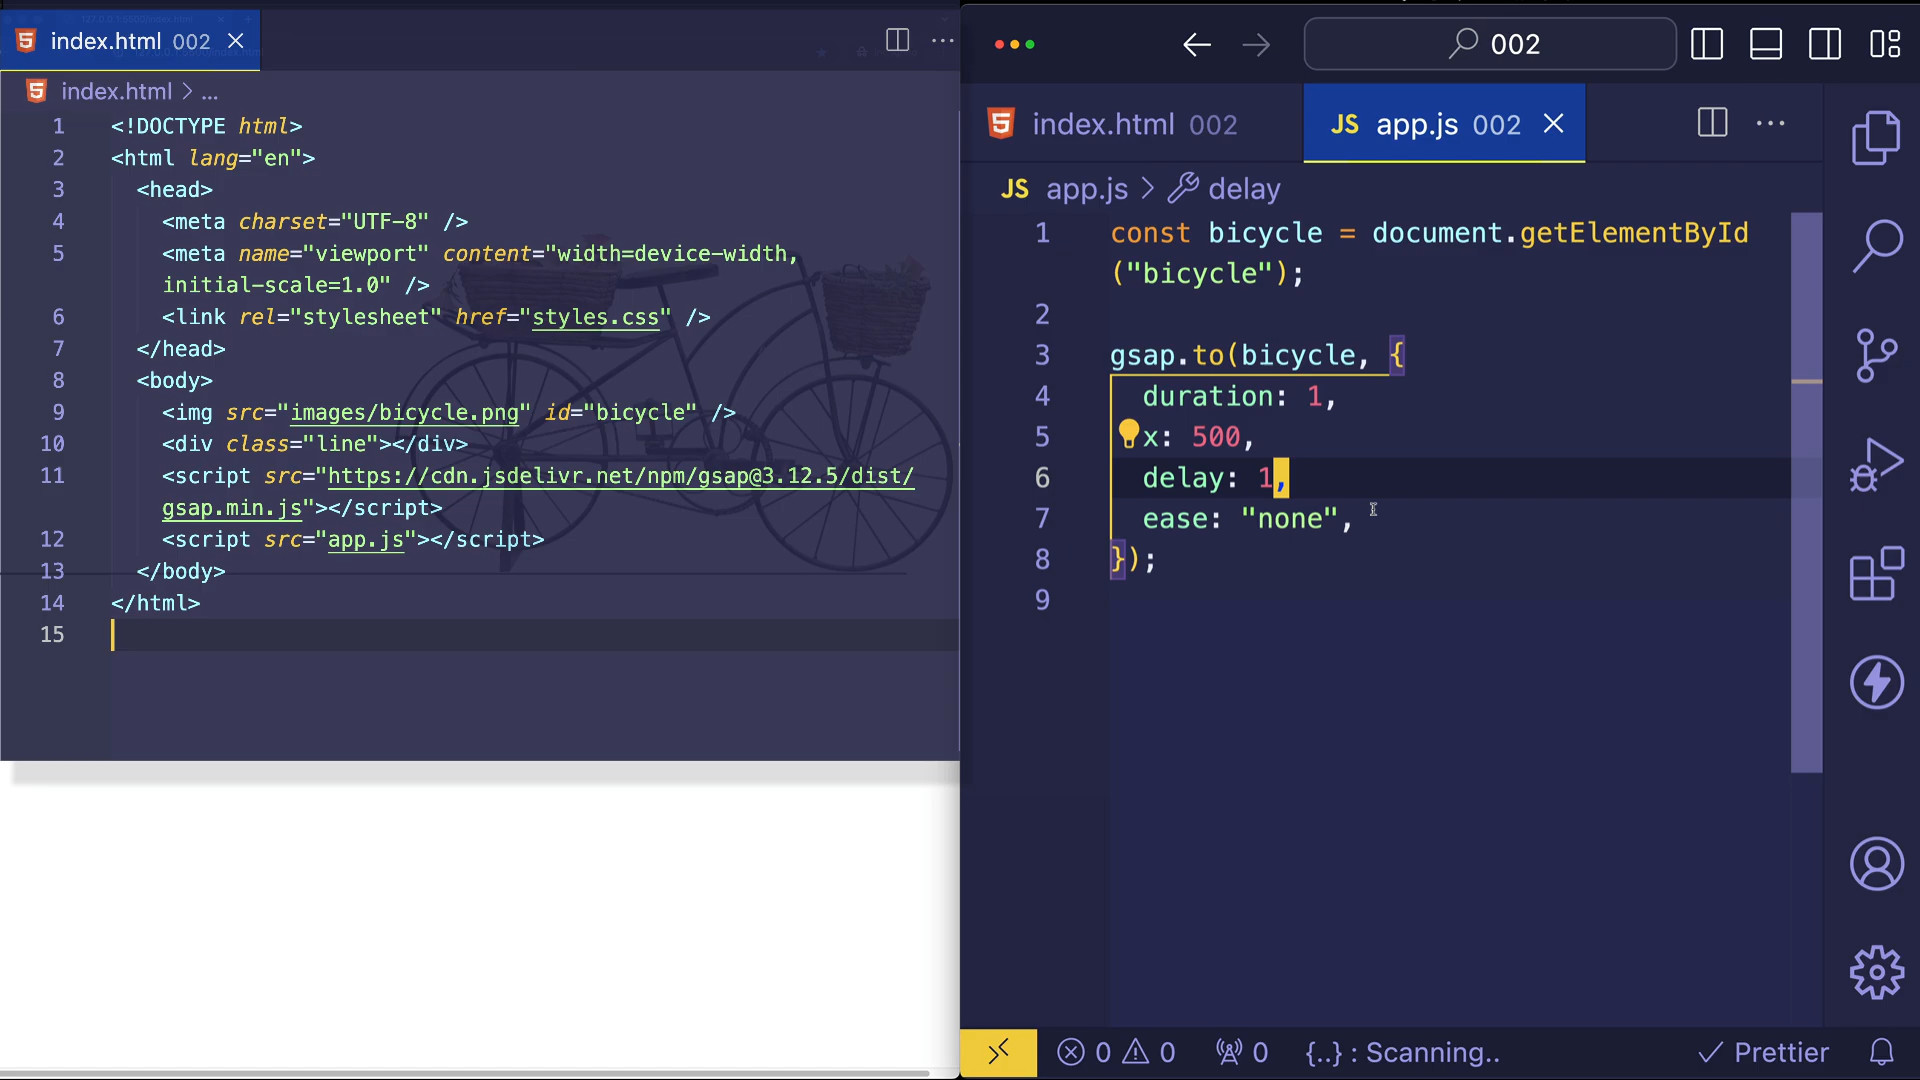 index.html 002
index.html > ...
1 <!DOCTYPE html>
2 <html lang="en">
3 <head>
4 <meta charset="UTF-8" />
5 <meta name="viewport" content="width=device-width,
initial-scale=1.0" />
6 <link rel="stylesheet" href="styles.css" />
7 </head>
8 <body>
9 <img src="images/bicycle.png" id="bicycle" />
10 <div class="line"></div>
11 <script src="https://cdn.jsdelivr.net/npm/gsap@3.12.5/dist/
gsap.min.js"></script>
12 <script src="app.js"></script>
13 </body>
14 </html>
15
002
index.html 002
JS app.js 002
JS app.js > delay
1 const bicycle = document.getElementById
("bicycle");
2
3 gsap.to(bicycle, {
4 duration: 1,
5 x: 500,
6 delay: 1,
7 ease: "none",
8 });
9
0 0 0 {..} : Scanning.. Prettier